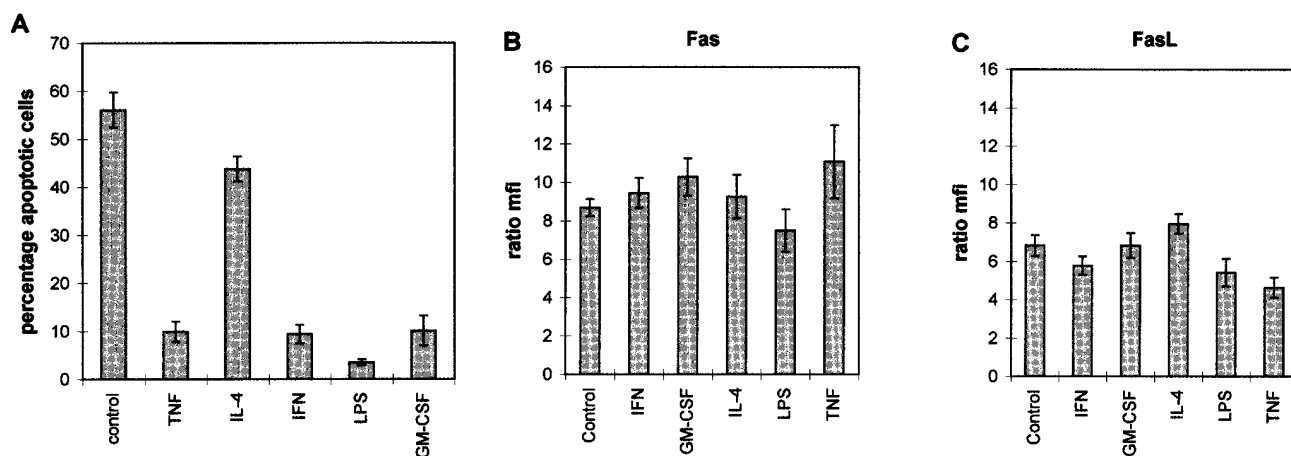 A
percentage apoptotic cells
70
60
50
40
30
20
10
0
control
TNF
IL-4
IFN
LPS
GM-CSF
B
Fas
ratio mfi
16
14
12
10
8
6
4
2
0
Control
IFN
GM-CSF
IL-4
LPS
TNF
C
FasL
ratio mfi
16
14
12
10
8
6
4
2
0
Control
IFN
GM-CSF
IL-4
LPS
TNF